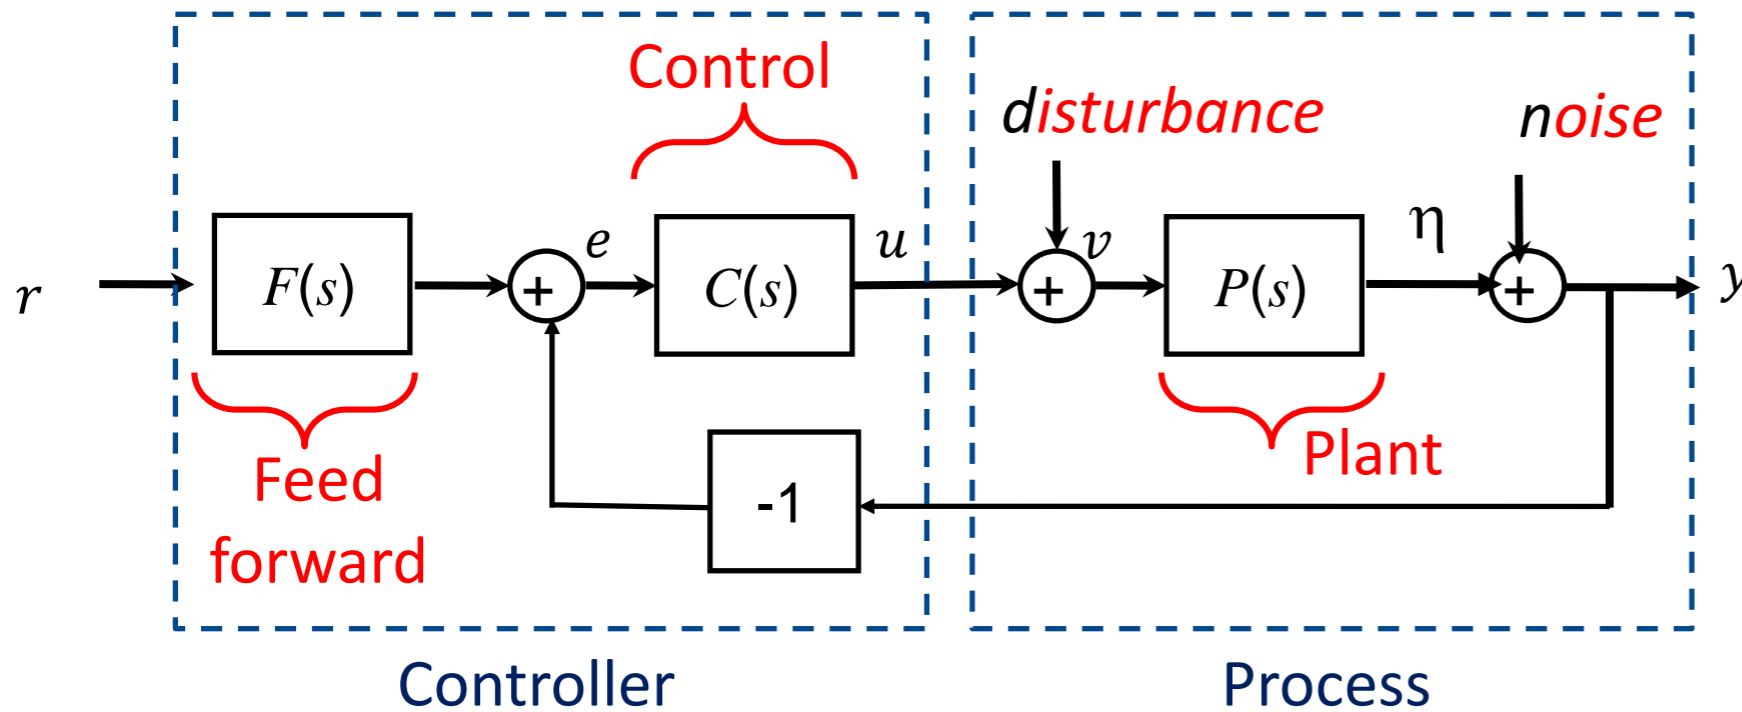 Control
disturbance
noise
r
F(s)
+
e
C(s)
u
+
v
P(s)
η
+
y
Feed
forward
-1
Plant
Controller
Process